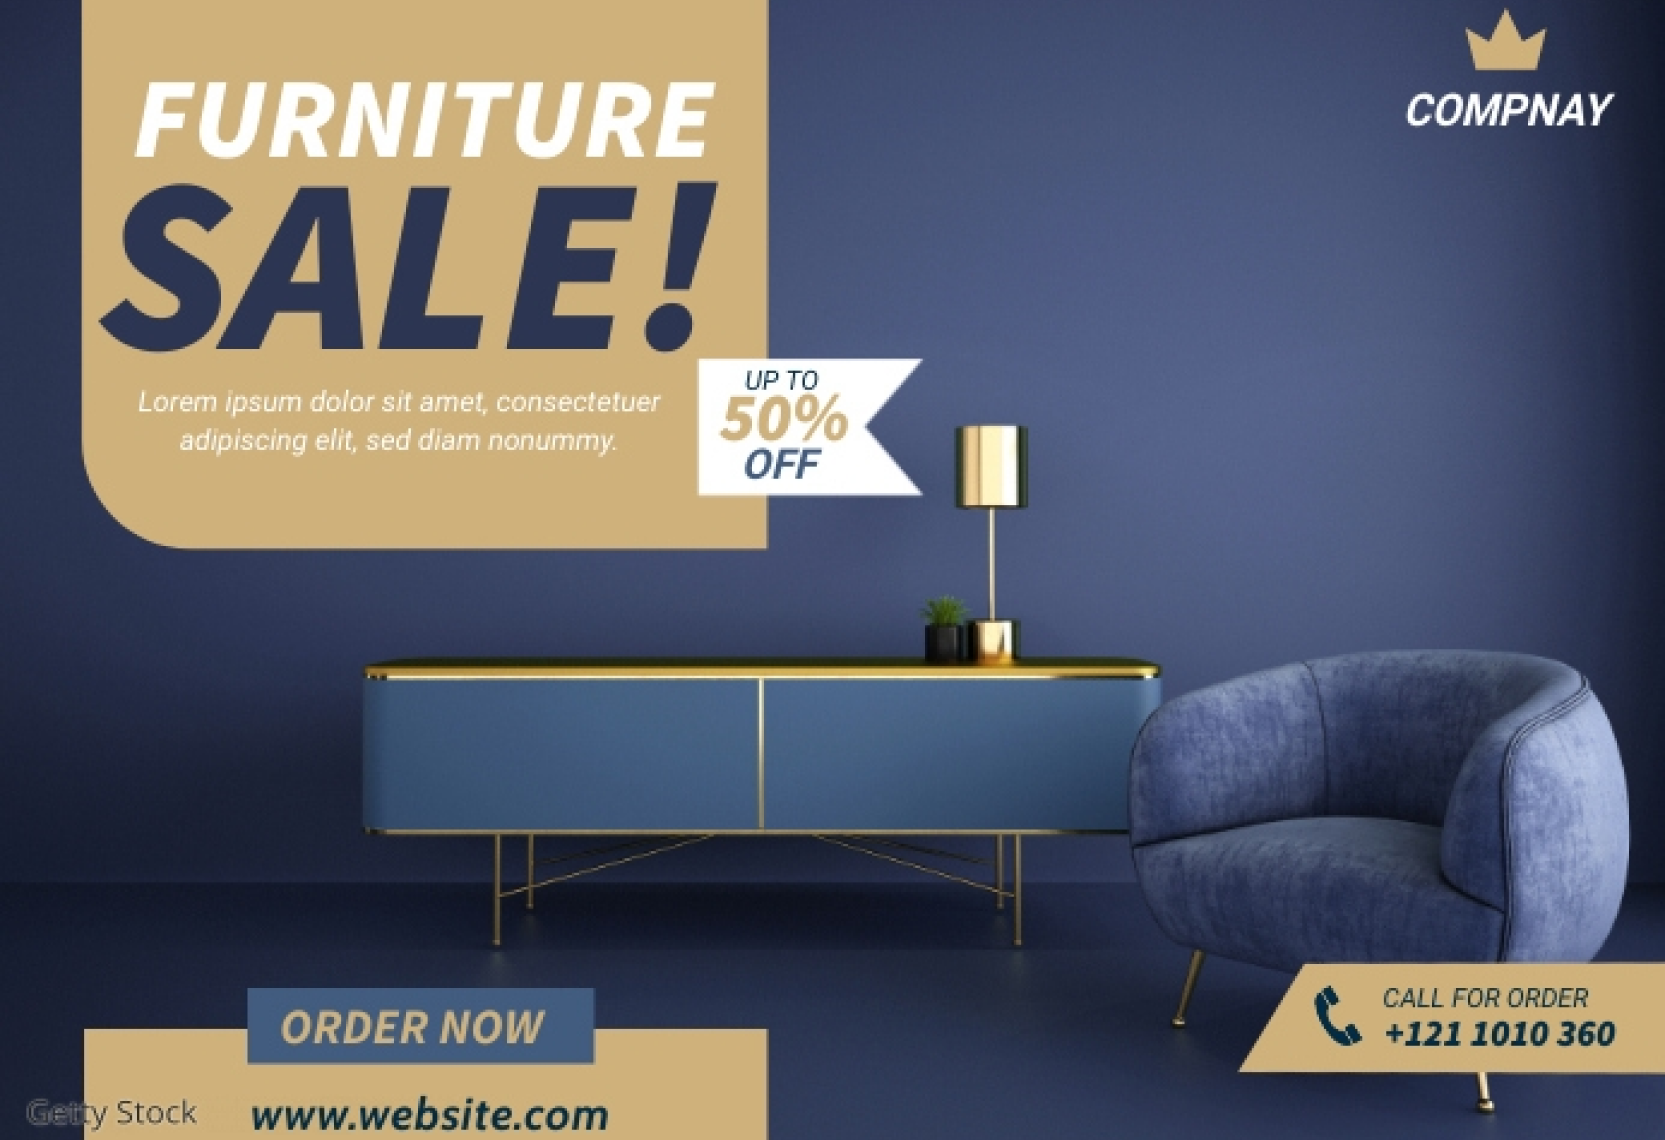 FURNITURE
SALE!
Lorem ipsum dolor sit amet, consectetuer
adipiscing elit, sed diam nonummy.
UP TO
50%
OFF
COMPNAY
ORDER NOW
www.website.com
CALL FOR ORDER
+121 1010 360
Getty Stock